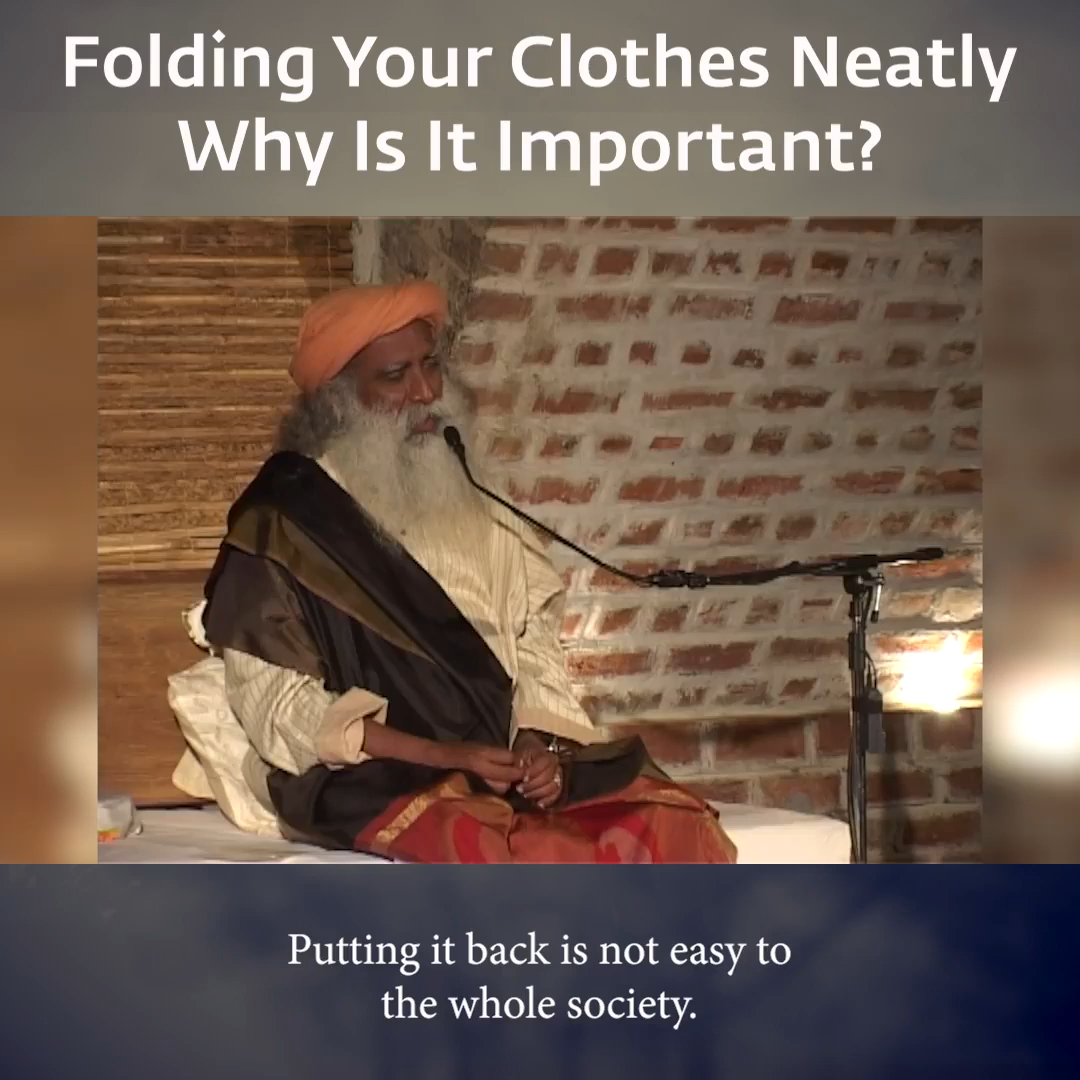 Folding Your Clothes Neatly
Why Is It Important?
Putting it back is not easy to
the whole society.